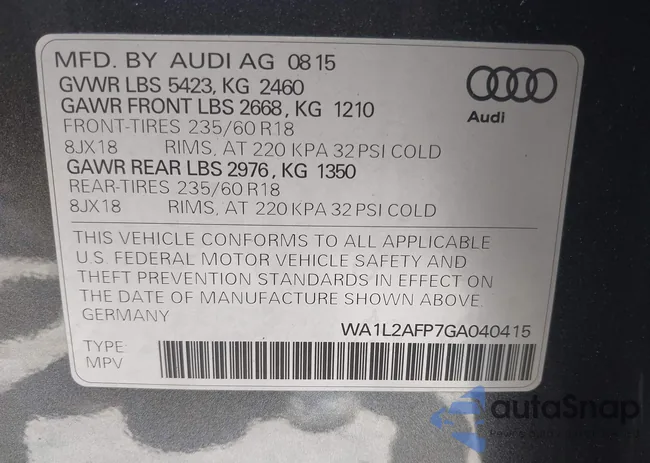 MFD. BY AUDI AG 0815
GVWR LBS 5423, KG 2460
GAWR FRONT LBS 2668, KG 1210
FRONT-TIRES 235/60 R18
8JX18 RIMS, AT 220 KPA 32 PSI COLD
GAWR REAR LBS 2976, KG 1350
REAR-TIRES 235/60 R18
8JX18 RIMS, AT 220 KPA 32 PSI COLD
Audi
THIS VEHICLE CONFORMS TO ALL APPLICABLE
U.S. FEDERAL MOTOR VEHICLE SAFETY AND
THEFT PREVENTION STANDARDS IN EFFECT ON
THE DATE OF MANUFACTURE SHOWN ABOVE.
GERMANY
WA1L2AFP7GA040415
TYPE
MPV
autoSnap